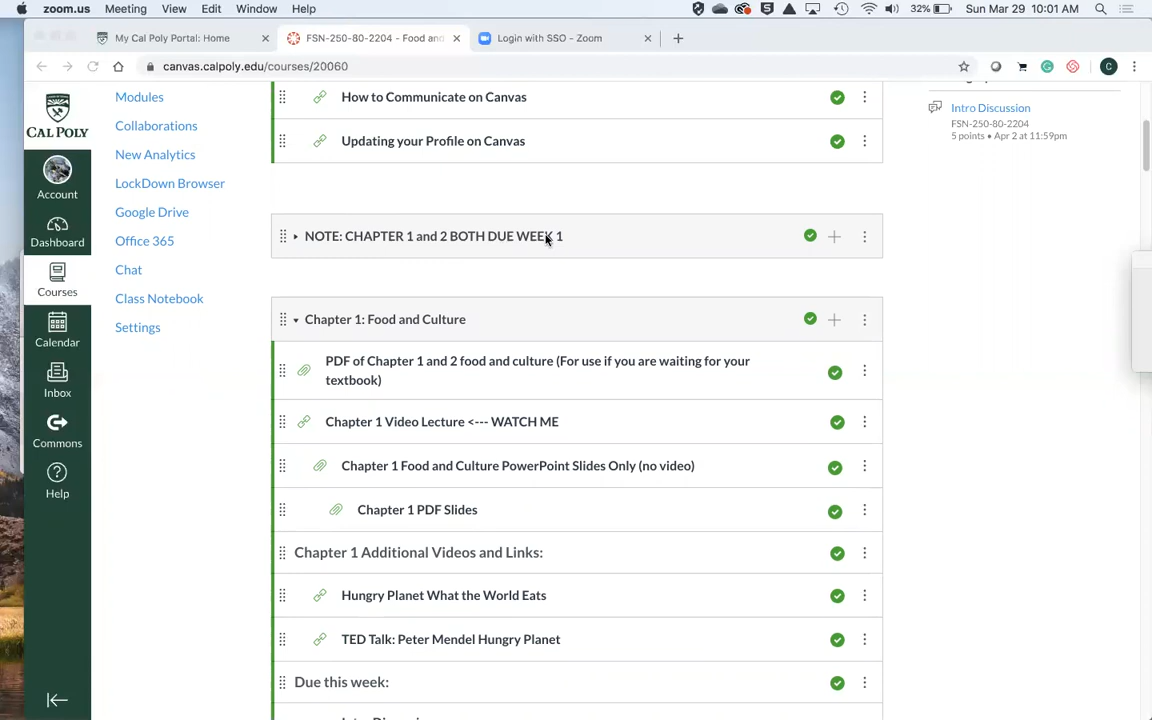 zoom.us Meeting View Edit Window Help 32% Sun Mar 29 10:01 AM
My Cal Poly Portal: Home FSN-250-80-2204 - Food and Login with SSO - Zoom
canvas.calpoly.edu/courses/20060 C
CAL POLY
Account
Dashboard
Courses
Calendar
Inbox
Commons
Help
Modules
Collaborations
New Analytics
LockDown Browser
Google Drive
Office 365
Chat
Class Notebook
Settings
How to Communicate on Canvas
Updating your Profile on Canvas
NOTE: CHAPTER 1 and 2 BOTH DUE WEEK 1
Chapter 1: Food and Culture
PDF of Chapter 1 and 2 food and culture (For use if you are waiting for your
textbook)
Chapter 1 Video Lecture <--- WATCH ME
Chapter 1 Food and Culture PowerPoint Slides Only (no video)
Chapter 1 PDF Slides
Chapter 1 Additional Videos and Links:
Hungry Planet What the World Eats
TED Talk: Peter Mendel Hungry Planet
Due this week:
Intro Discussion
FSN-250-80-2204
5 points • Apr 2 at 11:59pm